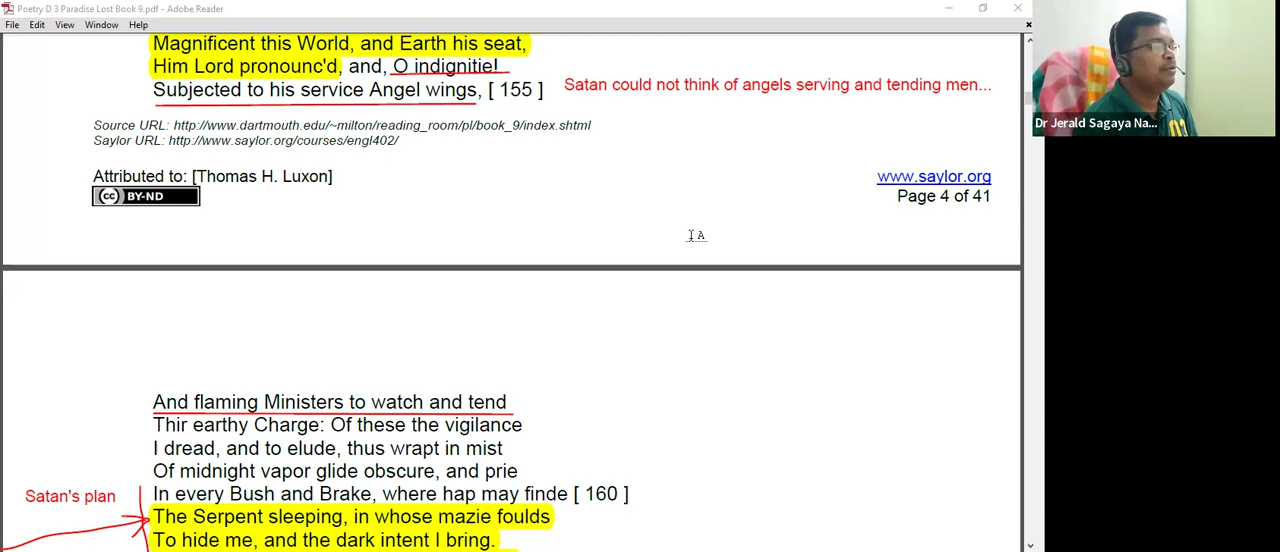 Poetry D 3 Paradise Lost Book 9.pdf - Adobe Reader
File Edit View Window Help
Magnificent this World, and Earth his seat,
Him Lord pronounc'd, and, O indignitie!
Subjected to his service Angel wings, [ 155 ]
Satan could not think of angels serving and tending men...
Source URL: http://www.dartmouth.edu/~milton/reading_room/pl/book_9/index.shtml
Saylor URL: http://www.saylor.org/courses/engl402/
Attributed to: [Thomas H. Luxon]
www.saylor.org
cc BY-ND
Page 4 of 41
A
And flaming Ministers to watch and tend
Thir earthy Charge: Of these the vigilance
I dread, and to elude, thus wrapt in mist
Of midnight vapor glide obscure, and prie
Satan's plan
In every Bush and Brake, where hap may finde [ 160 ]
The Serpent sleeping, in whose mazie foulds
To hide me, and the dark intent I bring.
Dr Jerald Sagaya Na...